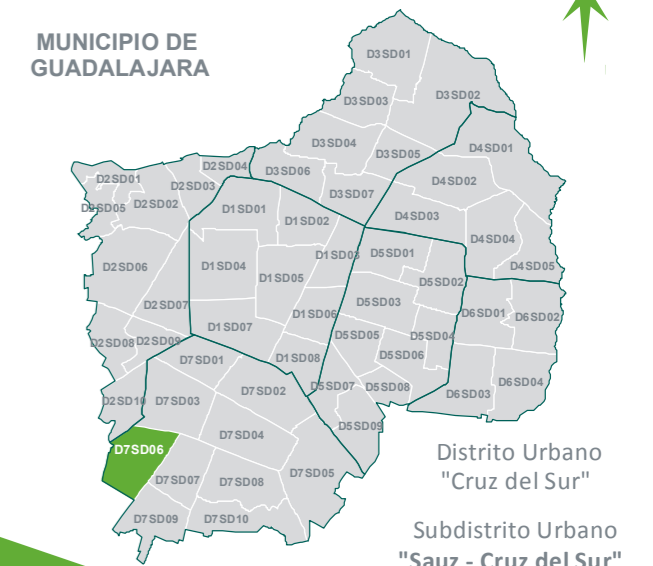 MUNICIPIO DE
GUADALAJARA
D3SD01
D3SD02
D3SD03
D3SD04
D3SD05
D4SD01
D2SD04
D3SD06
D2SD01
D2SD03
D4SD02
D3SD07
D2SD05
D2SD02
D1SD01
D1SD02
D4SD03
D4SD04
D1SD03
D5SD01
D2SD06
D1SD04
D4SD05
D1SD05
D5SD02
D2SD07
D5SD03
D1SD06
D6SD01
D6SD02
D1SD07
D5SD05
D5SD04
D2SD08
D2SD09
D5SD06
D7SD01
D1SD08
D6SD04
D7SD02
D5SD07
D5SD08
D6SD03
D2SD10
D7SD03
D5SD09
D7SD04
D7SD06
D7SD05
D7SD07
D7SD08
D7SD09
D7SD10
Distrito Urbano
"Cruz del Sur"
Subdistrito Urbano
"Sauz - Cruz del Sur"